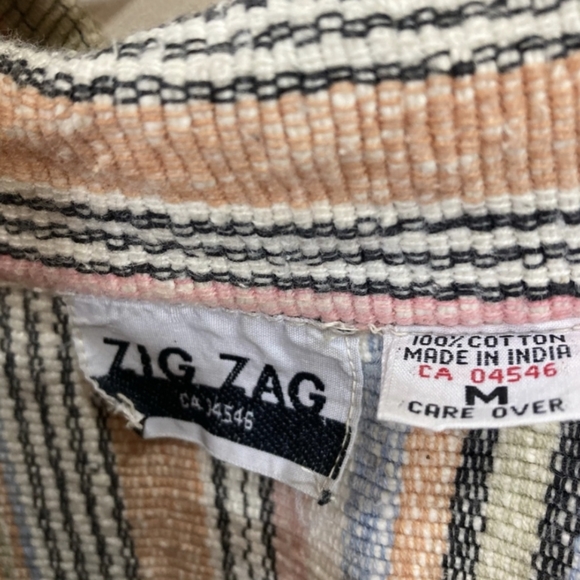 ZIG ZAG
CA 04546
100% COTTON
MADE IN INDIA
CA 04546
M
CARE OVER